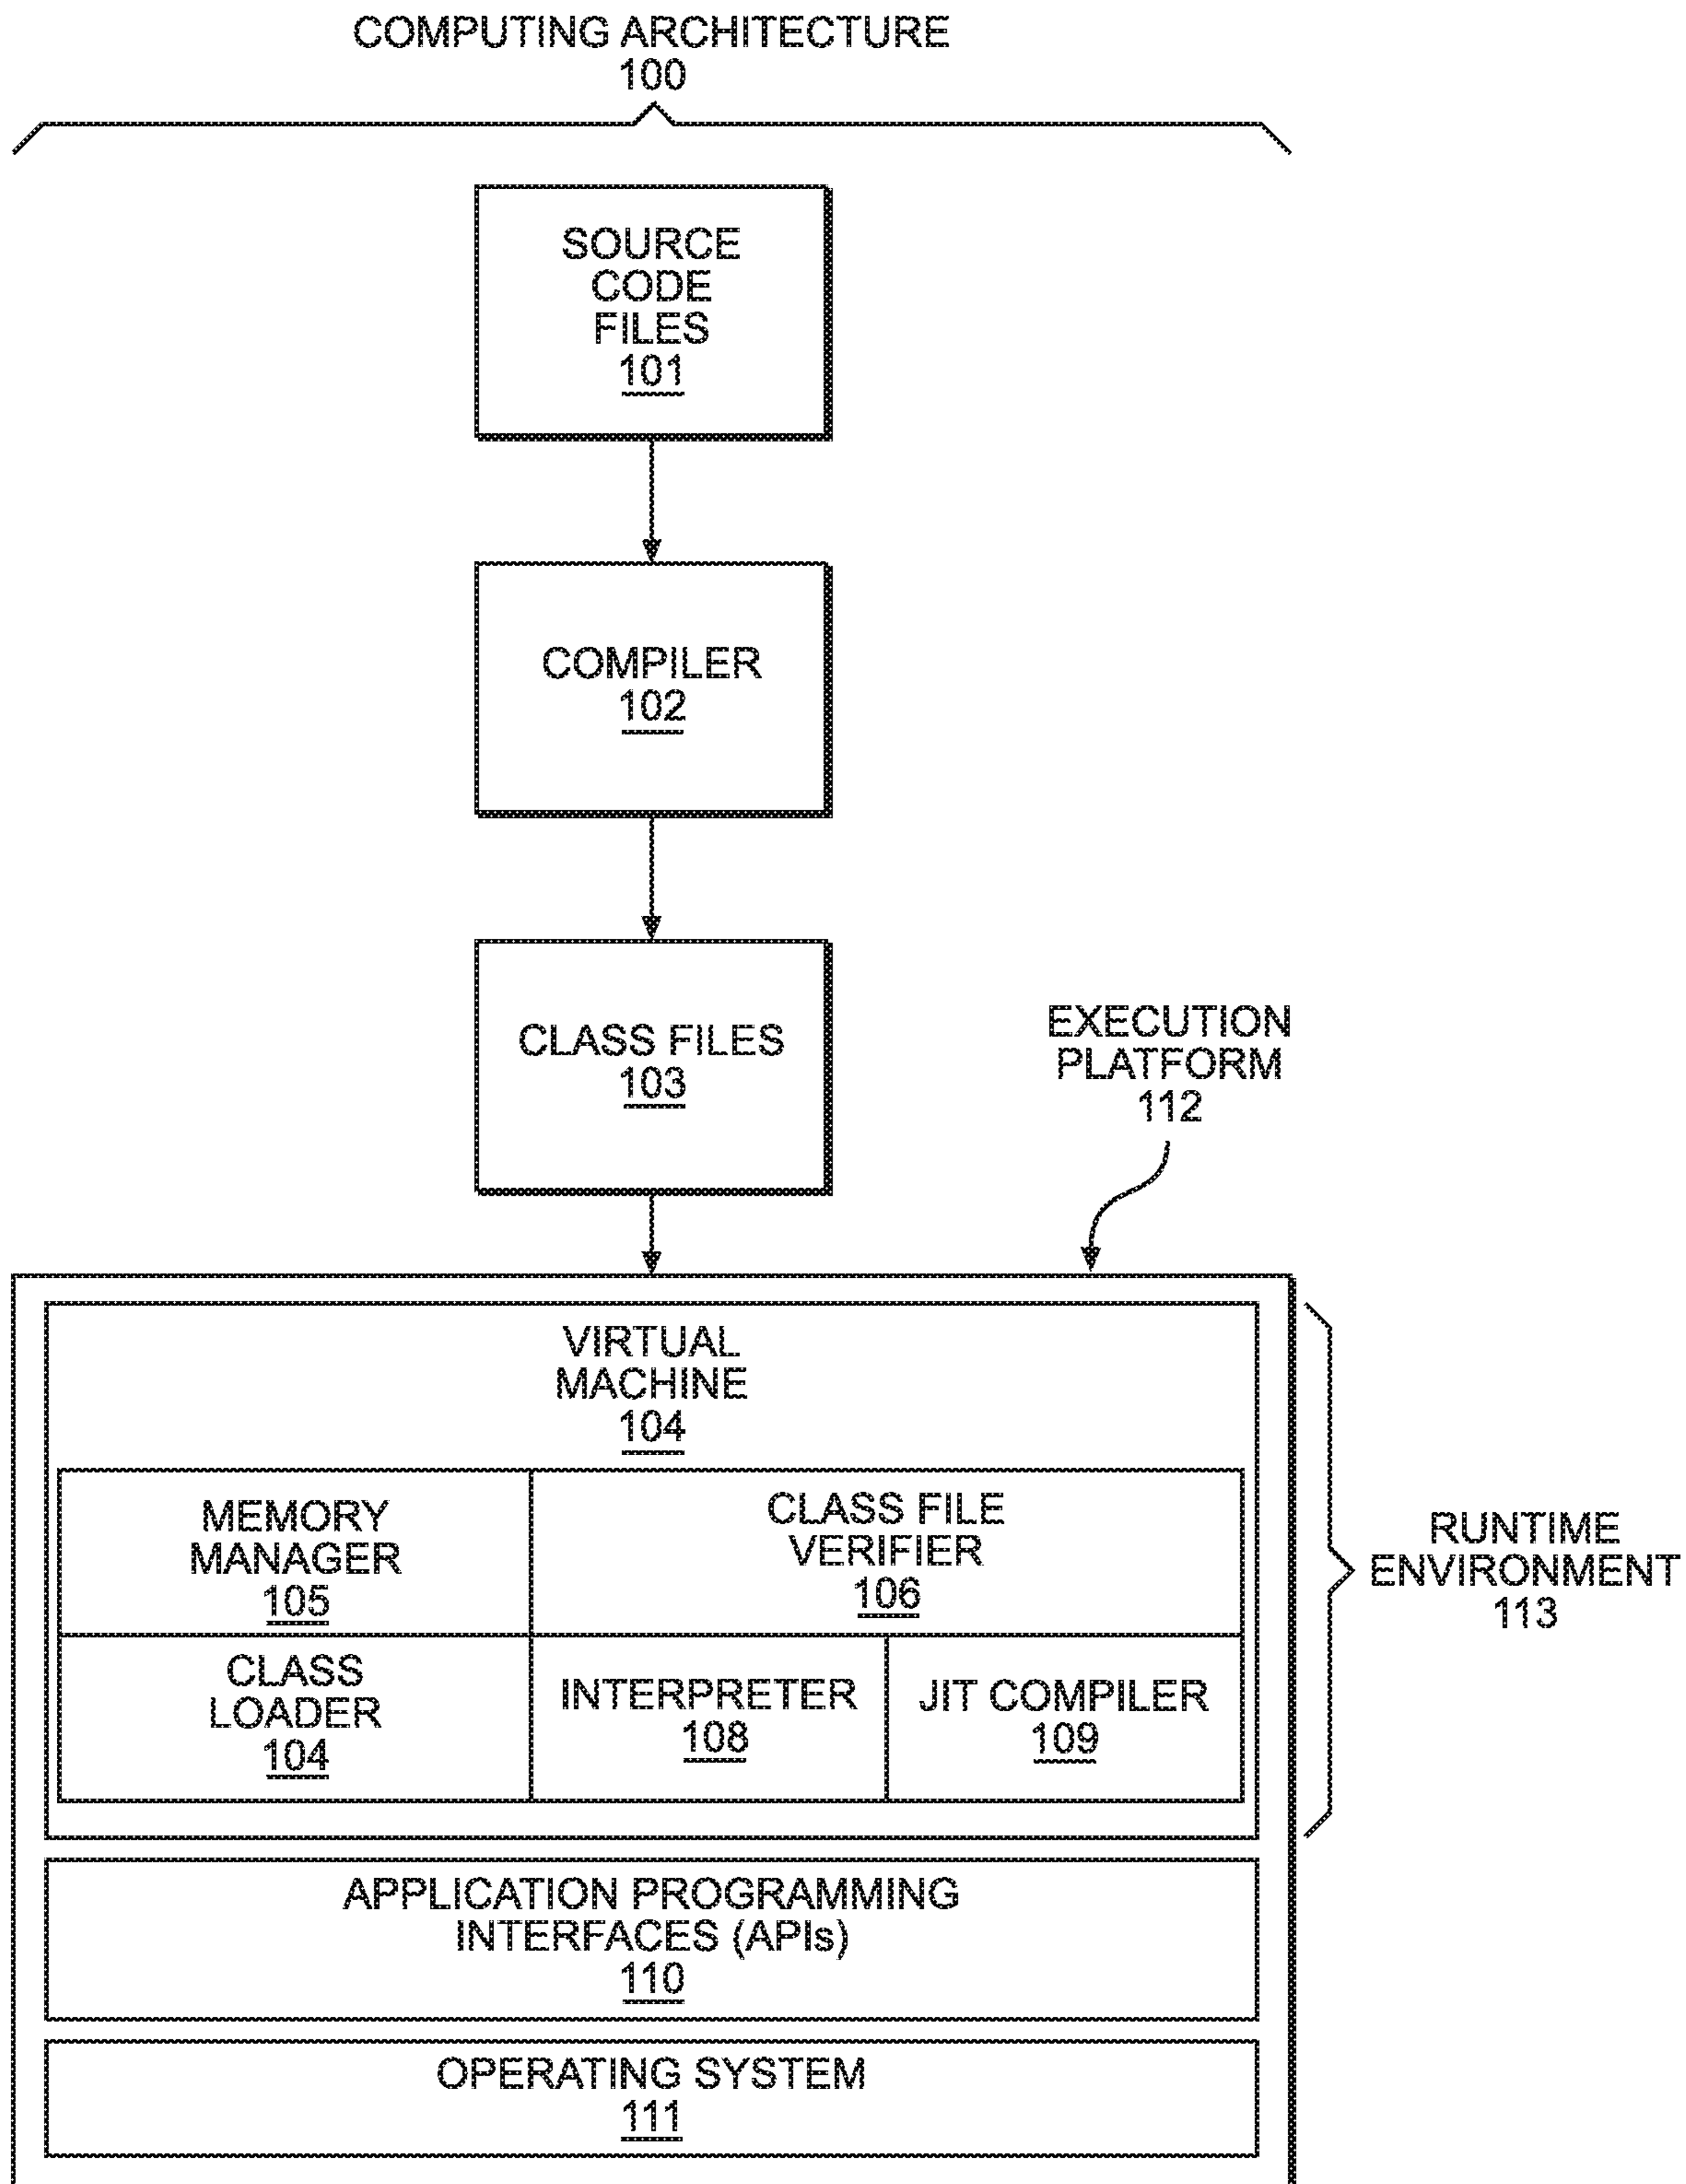 COMPUTING ARCHITECTURE
100
SOURCE
CODE
FILES
101
COMPILER
102
CLASS FILES
103
EXECUTION
PLATFORM
112
VIRTUAL
MACHINE
104
MEMORY
MANAGER
105
CLASS FILE
VERIFIER
106
CLASS
LOADER
104
INTERPRETER
108
JIT COMPILER
109
RUNTIME
ENVIRONMENT
113
APPLICATION PROGRAMMING
INTERFACES (APIs)
110
OPERATING SYSTEM
111